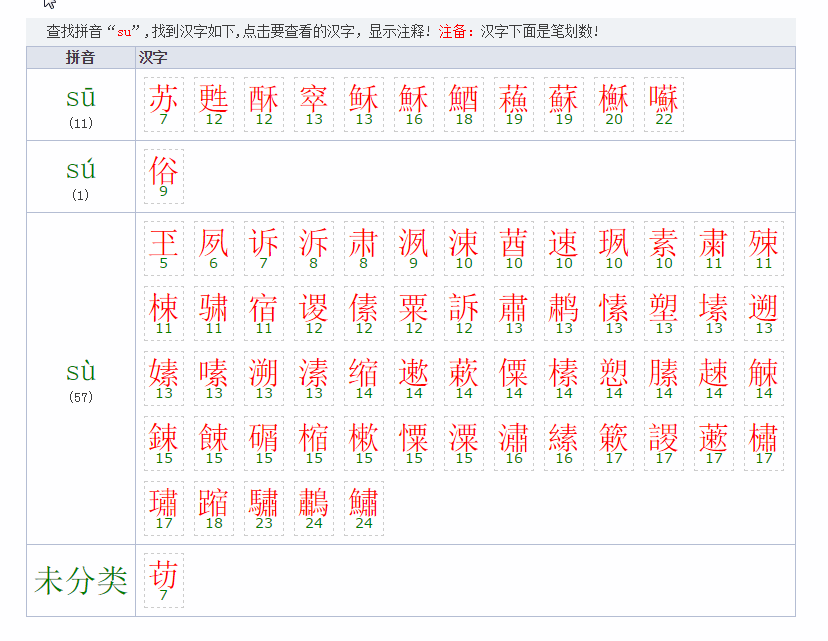 查找拼音“su”,找到汉字如下,点击要查看的汉字，显示注释! 注备：汉字下面是笔划数!
拼音 汉字
sū 苏 甦 酥 窣 稣 穌 鯂 蘓 蘇 櫯 囌
(11) 7 12 12 13 13 16 18 19 19 20 22
sú 俗
(1) 9
玊 夙 诉 泝 肃 洬 涑 莤 速 珟 素 粛 殐
5 6 7 8 8 9 10 10 10 10 10 11 11
梀 骕 宿 谡 傃 粟 訴 肅 鹔 愫 塑 塐 遡
11 11 11 12 12 12 12 13 13 13 13 13 13
sù 嫊 嗉 溯 溸 缩 遬 蔌 僳 榡 愬 膆 趚 觫
(57) 13 13 13 13 14 14 14 14 14 14 14 14 14
鋉 餗 碿 樎 樕 憟 潥 潚 縤 簌 謖 藗 橚
15 15 15 15 15 15 15 16 16 17 17 17 17
璛 蹜 驌 鷫 鱐
17 18 23 24 24
未分类 苆
7